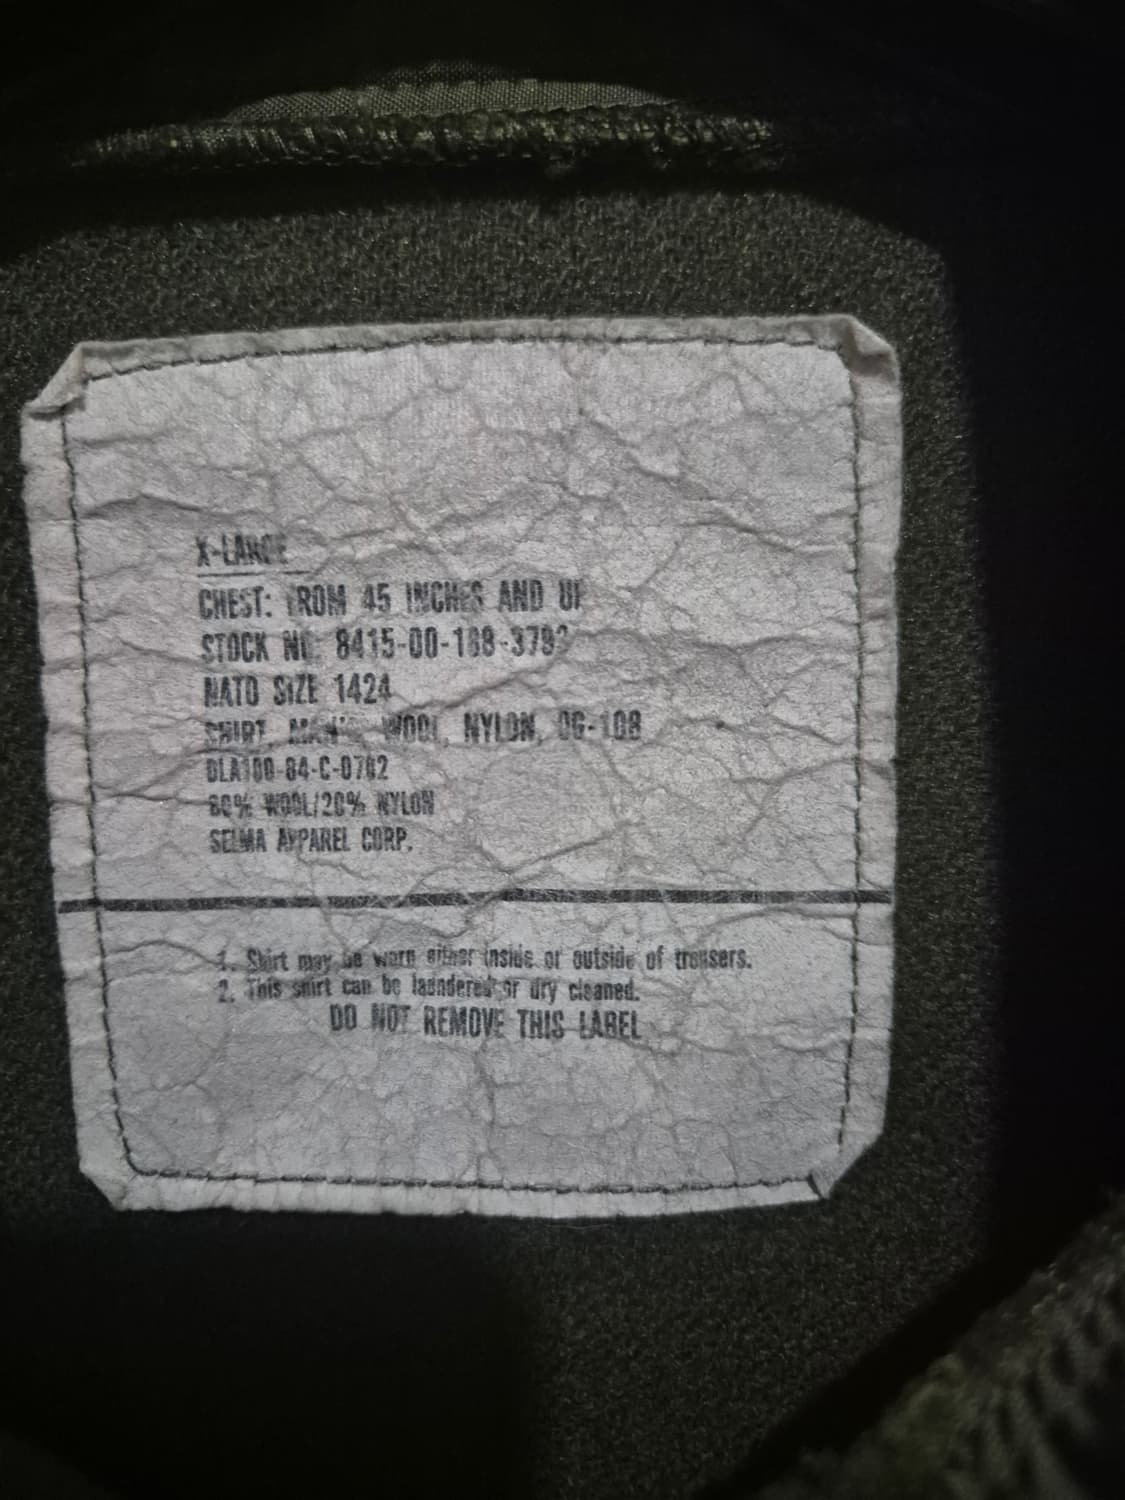 X-LARGE
CHEST: FROM 45 INCHES AND UP
STOCK NO: 8415-00-188-379
NATO SIZE 1424
SHIRT, MAN'S WOOL, NYLON, OG-108
DLA100-84-C-0782
80% WOOL/20% NYLON
SELMA APPAREL CORP.
1. Shirt may be worn either inside or outside of trousers.
2. This shirt can be laundered or dry cleaned.
DO NOT REMOVE THIS LABEL